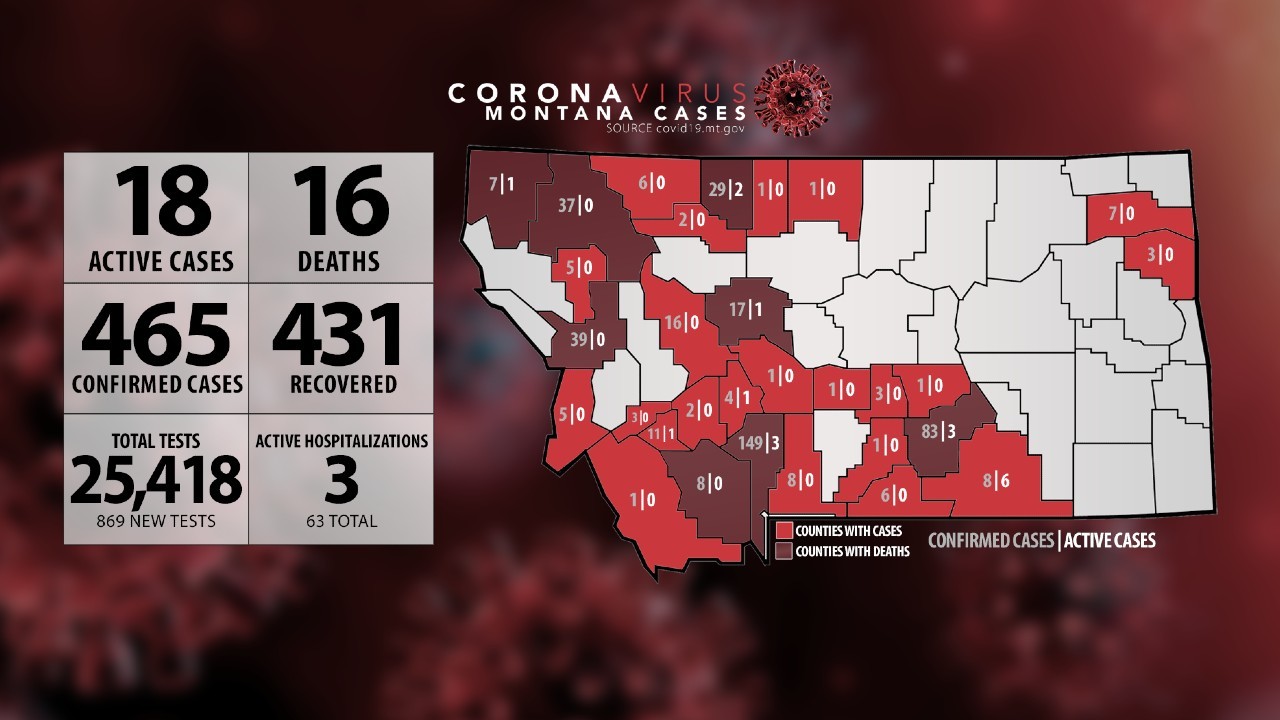 CORONAVIRUS
MONTANA CASES
SOURCE covid19.mt.gov
18
ACTIVE CASES
16
DEATHS
465
CONFIRMED CASES
431
RECOVERED
TOTAL TESTS
25,418
869 NEW TESTS
ACTIVE HOSPITALIZATIONS
3
63 TOTAL
7|1
37|0
6|0
2|0
29|2
1|0
1|0
7|0
3|0
5|0
39|0
16|0
17|1
5|0
3|0
11|1
2|0
4|1
1|0
1|0
3|0
1|0
149|3
83|3
1|0
1|0
8|0
8|0
6|0
8|6
COUNTIES WITH CASES
COUNTIES WITH DEATHS
CONFIRMED CASES|ACTIVE CASES